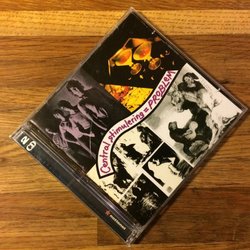 Central stimulering = PROBLEM